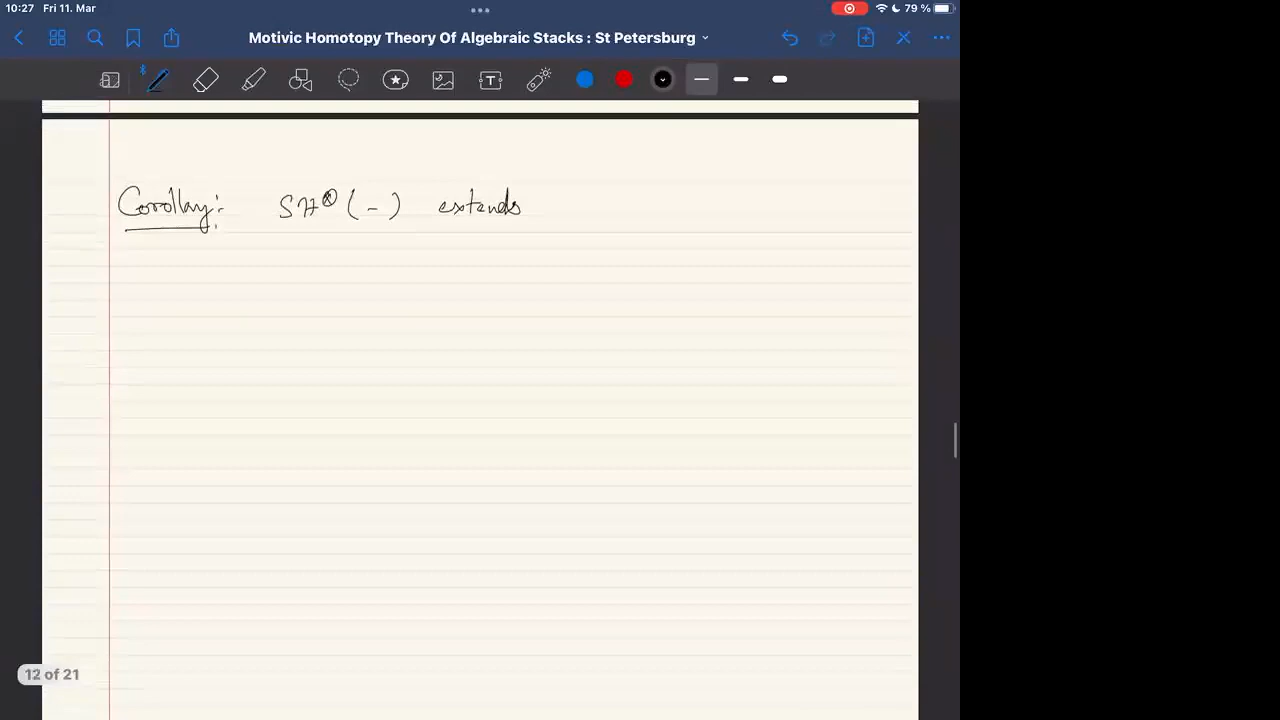 10:27 Fri 11. Mar
79 %
Motivic Homotopy Theory Of Algebraic Stacks : St Petersburg
Corollay: SH^⊗ (-) extends
12 of 21